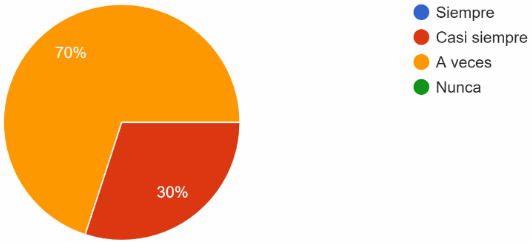 70%
30%
Siempre
Casi siempre
A veces
Nunca